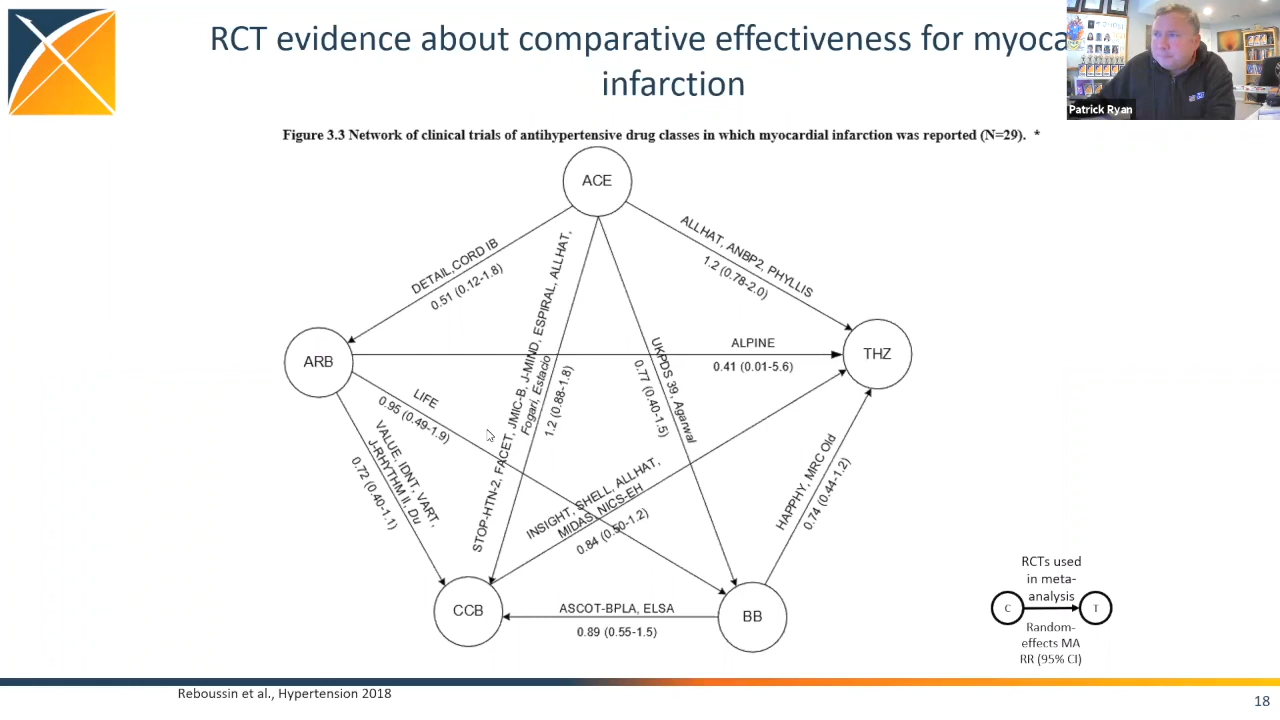 RCT evidence about comparative effectiveness for myoca
infarction
Patrick Ryan
Figure 3.3 Network of clinical trials of antihypertensive drug classes in which myocardial infarction was reported (N=29). *
ACE
DETAIL,CORD IB
0.51 (0.12-1.8)
ALLHAT, ANBP2, PHYLLIS
1.2 (0.78-2.0)
STOP-HTN-2, FACET, JMIC-B, J-MIND, ESPIRAL, ALLHAT,
Fogari, Estacio
1.2 (0.88-1.8)
UKPDS 39, Agarwal
0.77 (0.40-1.5)
ARB
ALPINE
0.41 (0.01-5.6)
THZ
LIFE
0.95 (0.49-1.9)
VALUE, IDNT, VART,
J-RHYTHM II, Du
0.72 (0.40-1.1)
INSIGHT, SHELL, ALLHAT,
MIDAS, NICS-EH
0.84 (0.50-1.2)
HAPPHY, MRC Old
0.74 (0.44-1.2)
CCB
ASCOT-BPLA, ELSA
0.89 (0.55-1.5)
BB
RCTs used
in meta-
analysis
C
T
Random-
effects MA
RR (95% CI)
Reboussin et al., Hypertension 2018
18